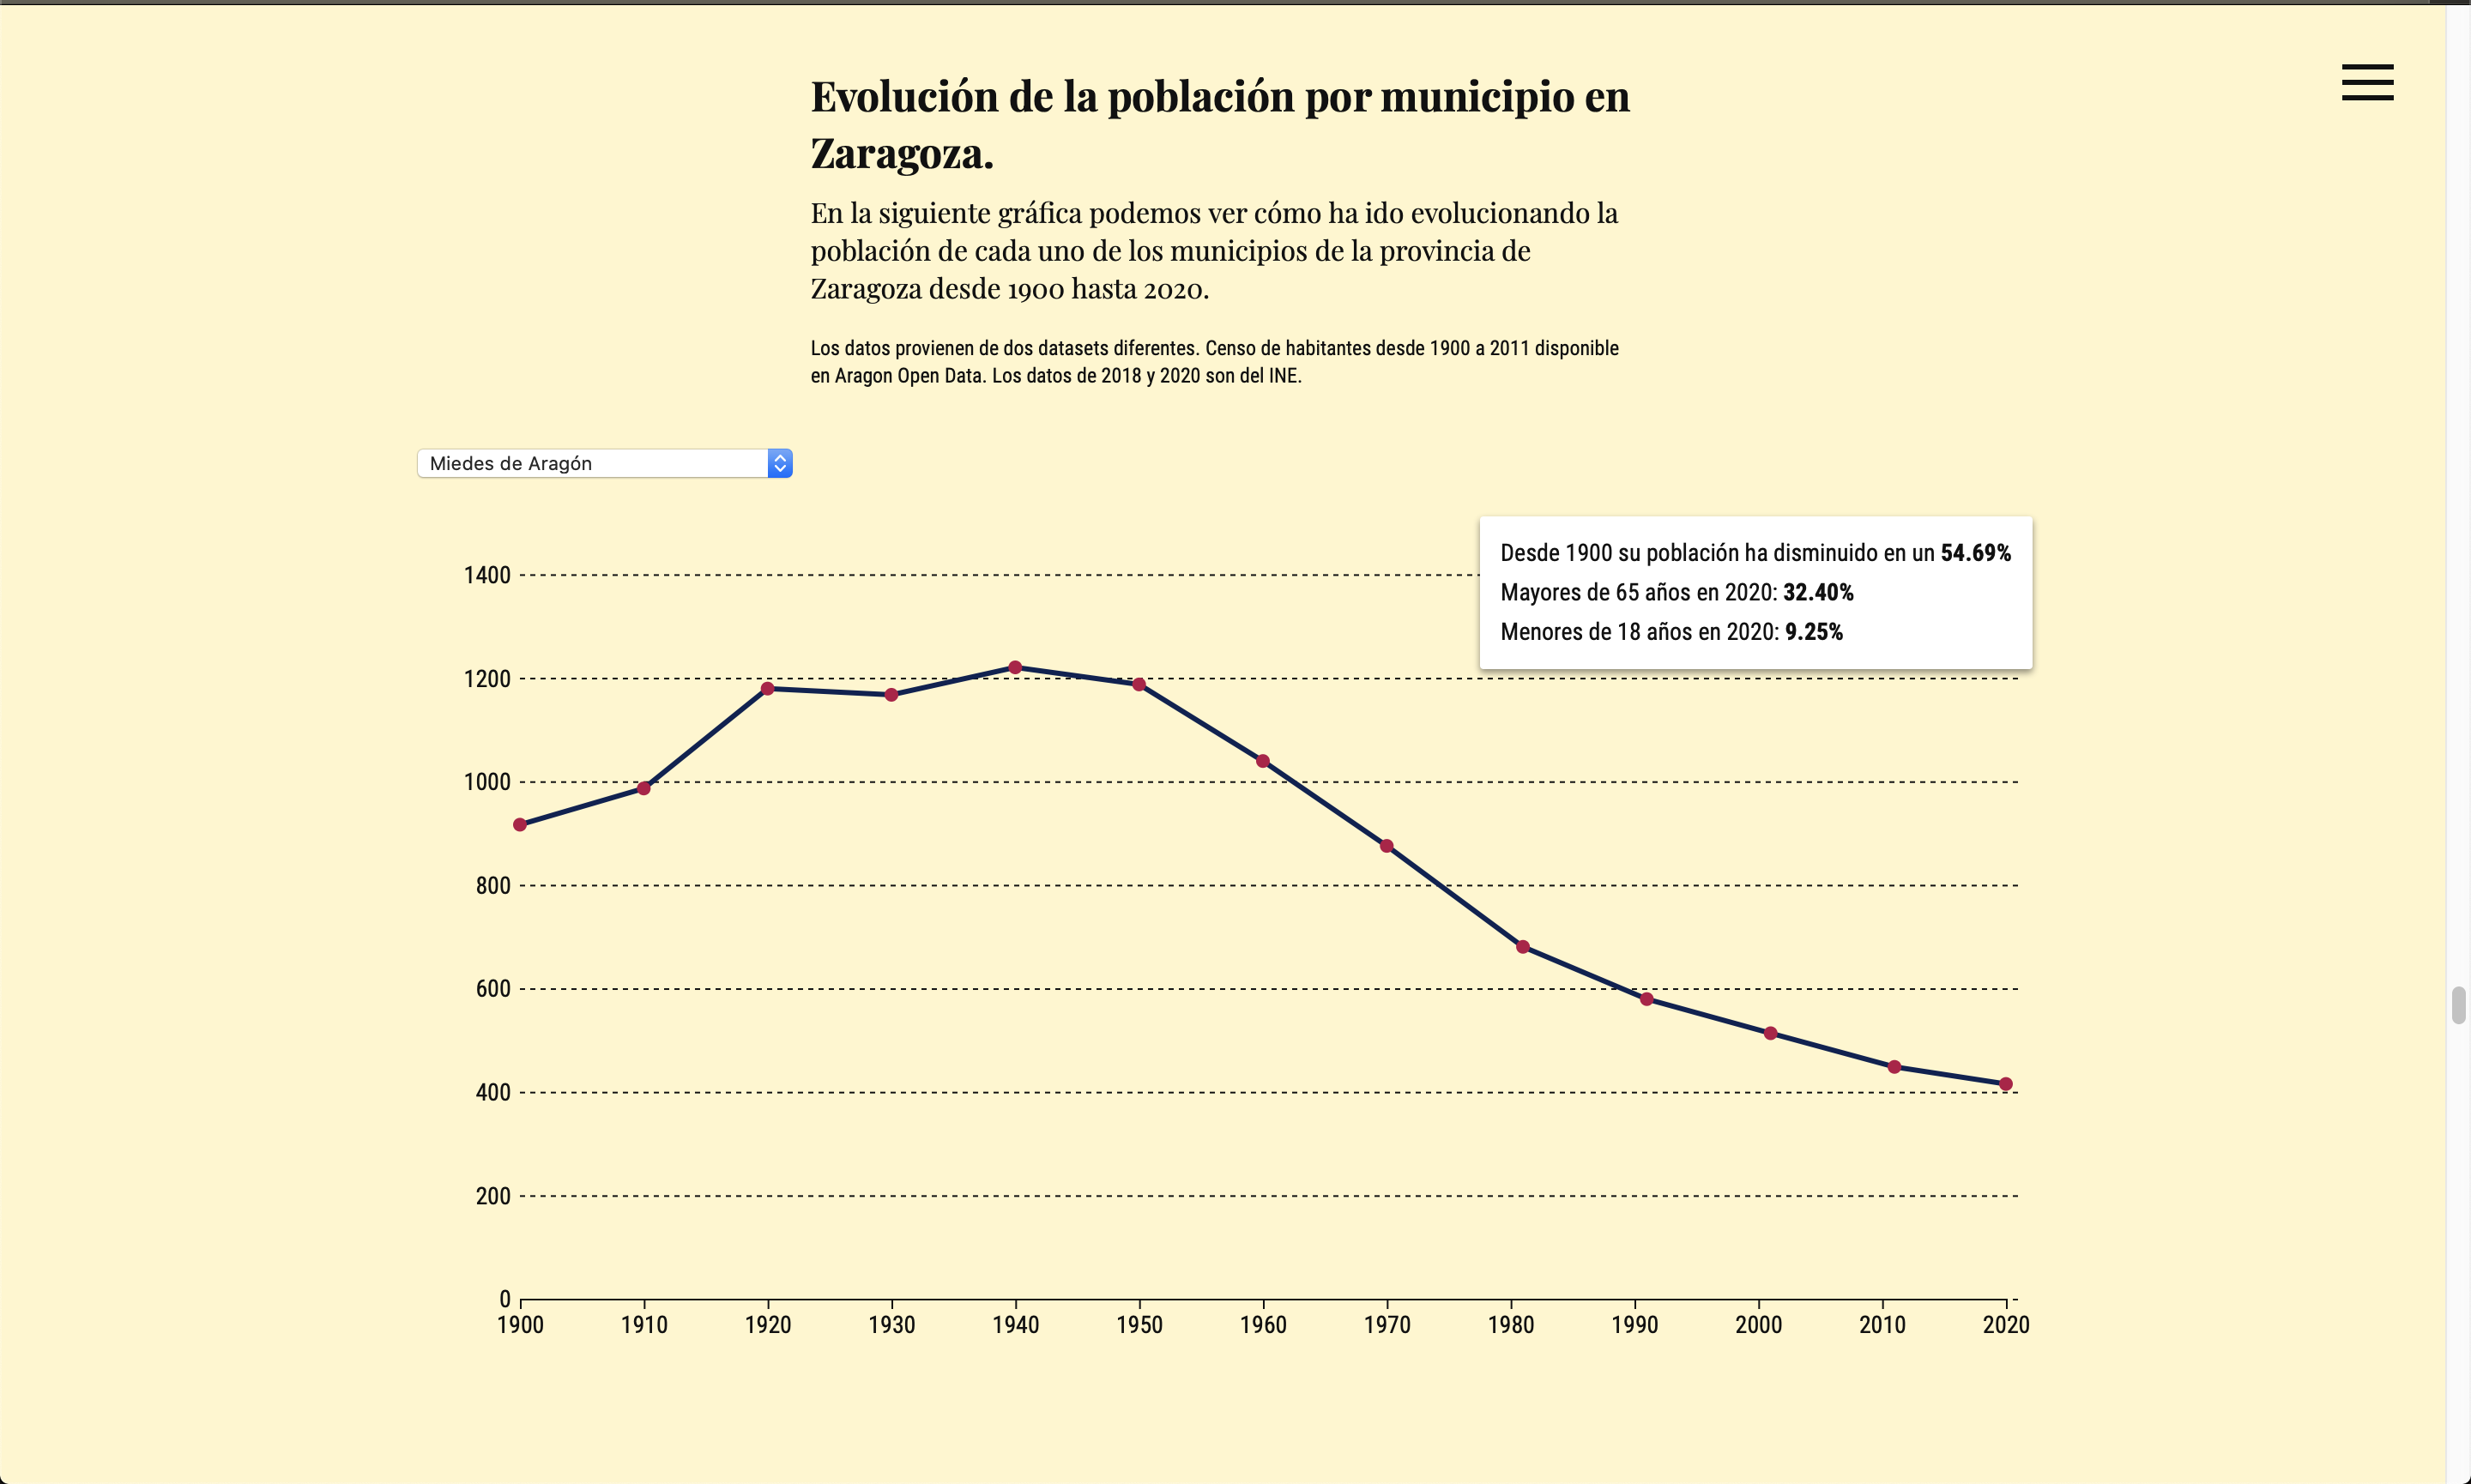 Evolución de la población por municipio en
Zaragoza.
En la siguiente gráfica podemos ver cómo ha ido evolucionando la
población de cada uno de los municipios de la provincia de
Zaragoza desde 1900 hasta 2020.
Los datos provienen de dos datasets diferentes. Censo de habitantes desde 1900 a 2011 disponible
en Aragon Open Data. Los datos de 2018 y 2020 son del INE.
Miedes de Aragón
Desde 1900 su población ha disminuido en un 54.69%
Mayores de 65 años en 2020: 32.40%
Menores de 18 años en 2020: 9.25%
1400
1200
1000
800
600
400
200
0
1900 1910 1920 1930 1940 1950 1960 1970 1980 1990 2000 2010 2020